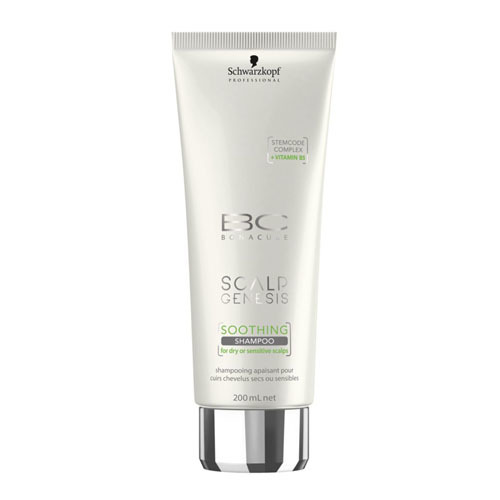 Schwarzkopf
PROFESSIONAL
STEMCODE
COMPLEX
+ VITAMIN B5
BC
BONACURE
SCALP
GENESIS
SOOTHING
SHAMPOO
for dry or sensitive scalps
shampooing apaisant pour
cuirs chevelus secs ou sensibles
200 mL net